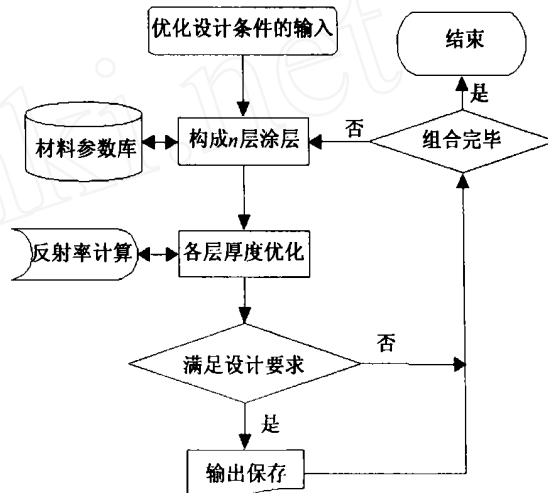 优化设计条件的输入
结束
是
材料参数库
构成n层涂层
否
组合完毕
反射率计算
各层厚度优化
满足设计要求
否
是
输出保存